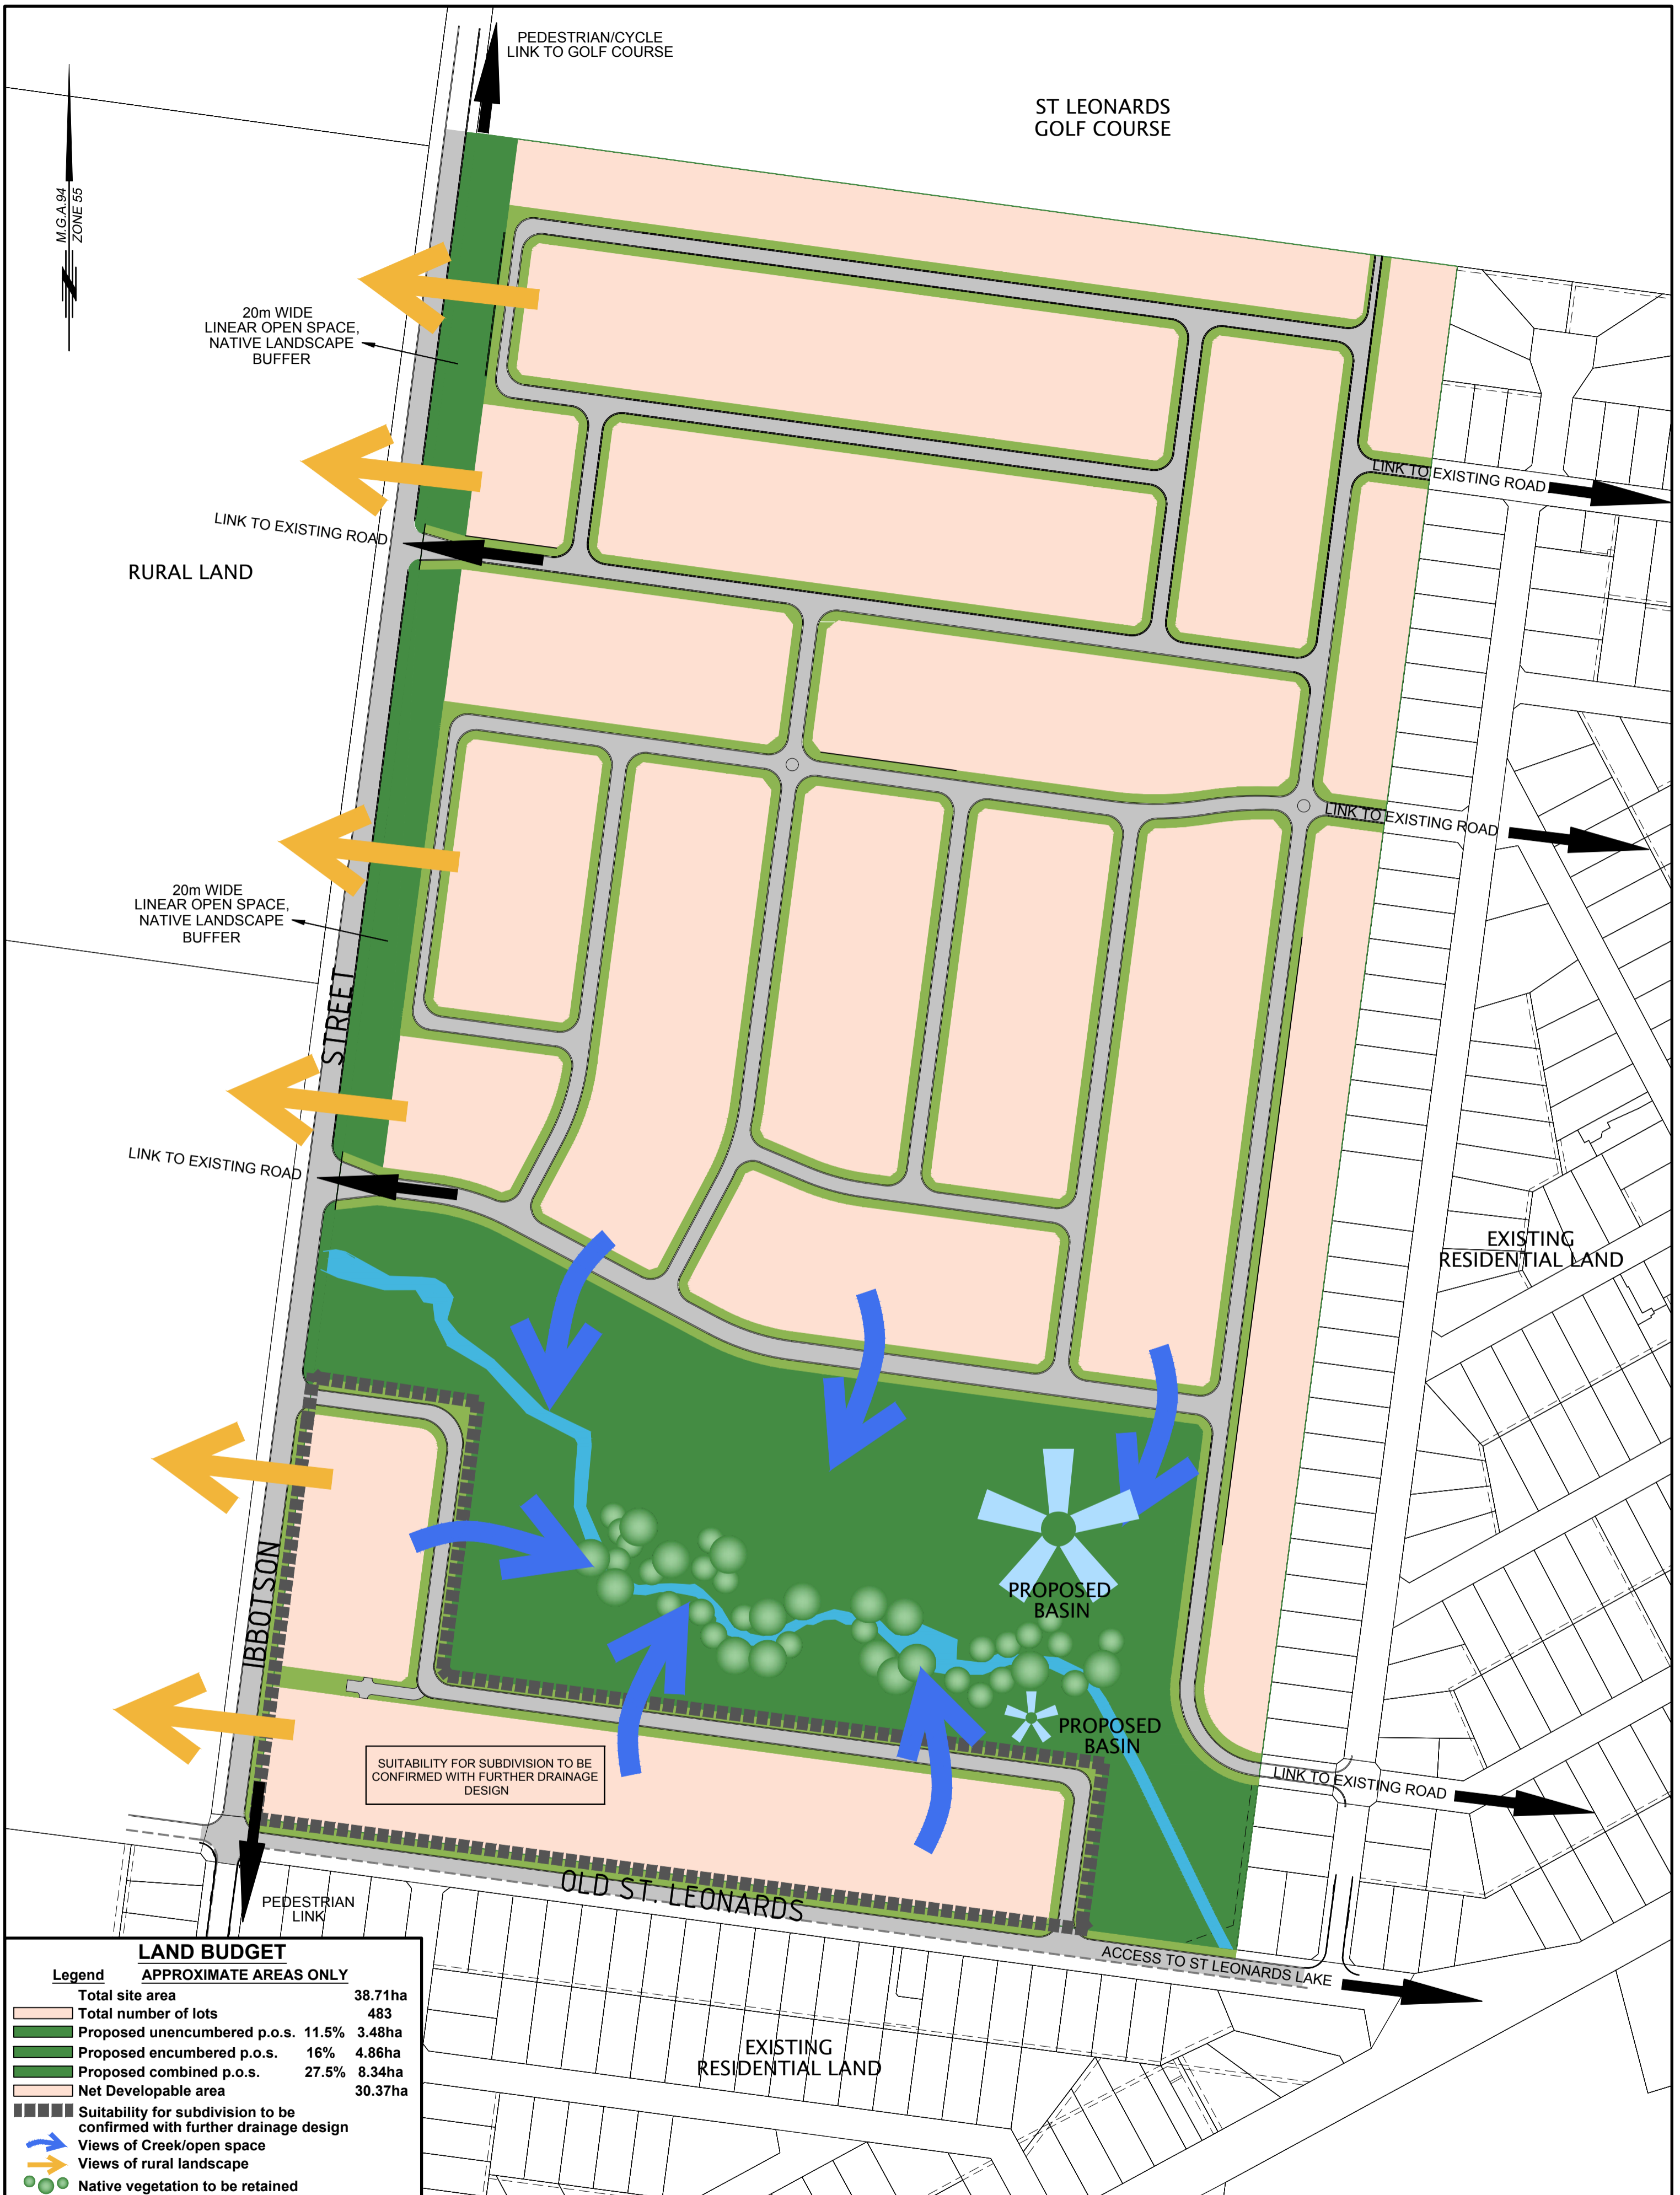 PEDESTRIAN/CYCLE
LINK TO GOLF COURSE
ST LEONARDS
GOLF COURSE
M.G.A.94
ZONE 55
20m WIDE
LINEAR OPEN SPACE,
NATIVE LANDSCAPE
BUFFER
LINK TO EXISTING ROAD
LINK TO EXISTING ROAD
RURAL LAND
LINK TO EXISTING ROAD
20m WIDE
LINEAR OPEN SPACE,
NATIVE LANDSCAPE
BUFFER
STREET
LINK TO EXISTING ROAD
EXISTING
RESIDENTIAL LAND
IBBOTSON
PROPOSED
BASIN
PROPOSED
BASIN
SUITABILITY FOR SUBDIVISION TO BE
CONFIRMED WITH FURTHER DRAINAGE
DESIGN
LINK TO EXISTING ROAD
PEDESTRIAN
LINK
OLD ST. LEONARDS
ACCESS TO ST LEONARDS LAKE
EXISTING
RESIDENTIAL LAND
LAND BUDGET
Legend APPROXIMATE AREAS ONLY
Total site area 38.71ha
Total number of lots 483
Proposed unencumbered p.o.s. 11.5% 3.48ha
Proposed encumbered p.o.s. 16% 4.86ha
Proposed combined p.o.s. 27.5% 8.34ha
Net Developable area 30.37ha
Suitability for subdivision to be
confirmed with further drainage design
Views of Creek/open space
Views of rural landscape
Native vegetation to be retained